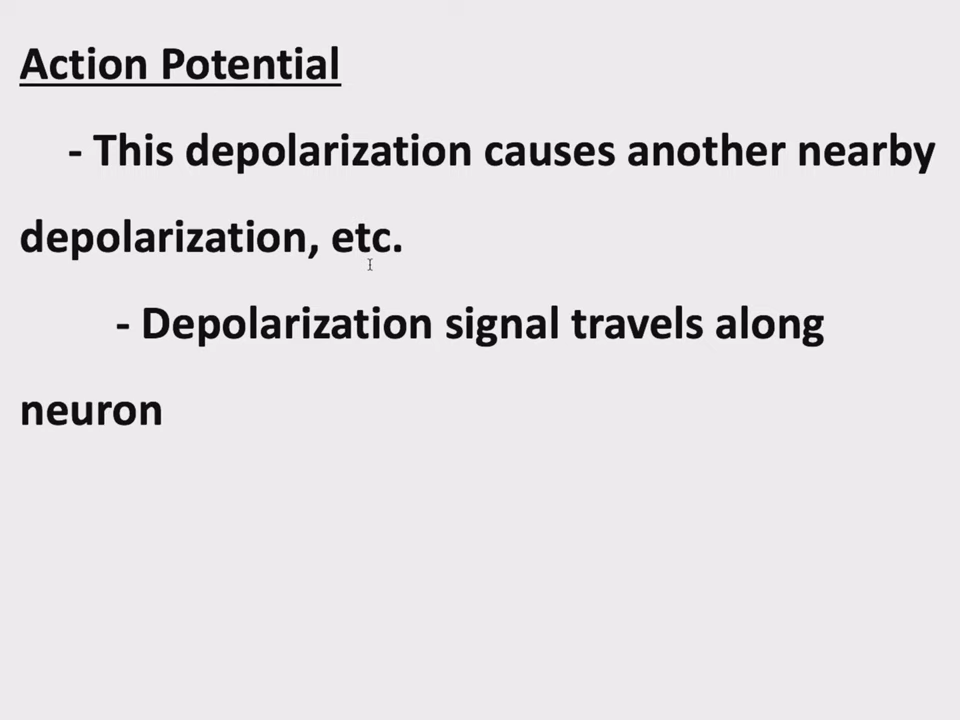 Action Potential
- This depolarization causes another nearby
depolarization, etc.
- Depolarization signal travels along
neuron